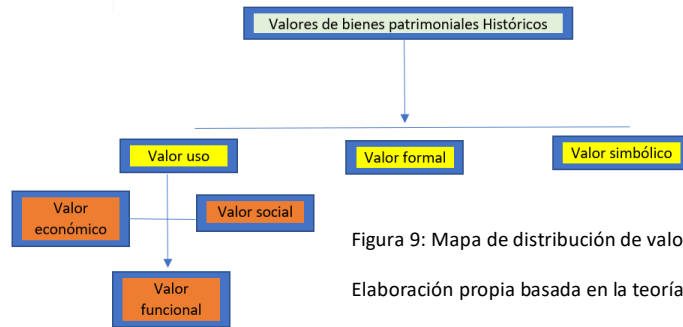 Valores de bienes patrimoniales Históricos
Valor uso
Valor formal
Valor simbólico
Valor
económico
Valor social
Valor
funcional
Figura 9: Mapa de distribución de
Elaboración propia basada en la teoría